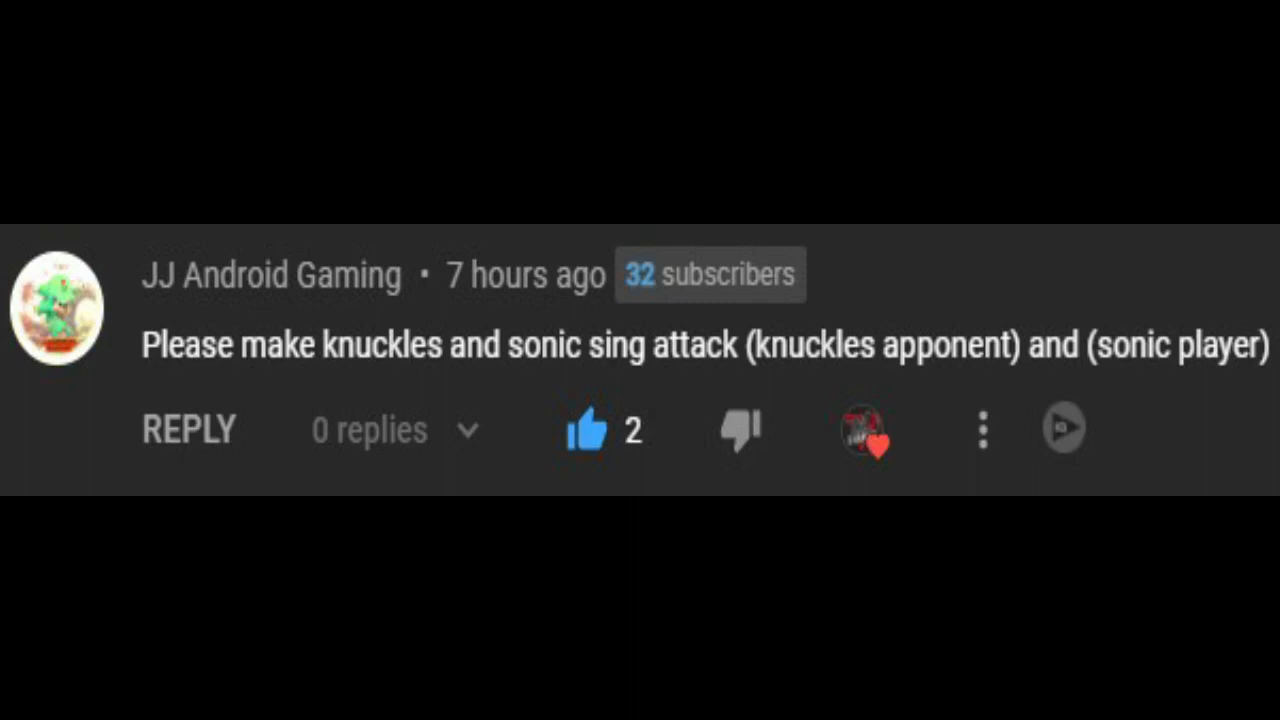 JJ Android Gaming • 7 hours ago 32 subscribers
Please make knuckles and sonic sing attack (knuckles apponent) and (sonic player)
REPLY 0 replies 2